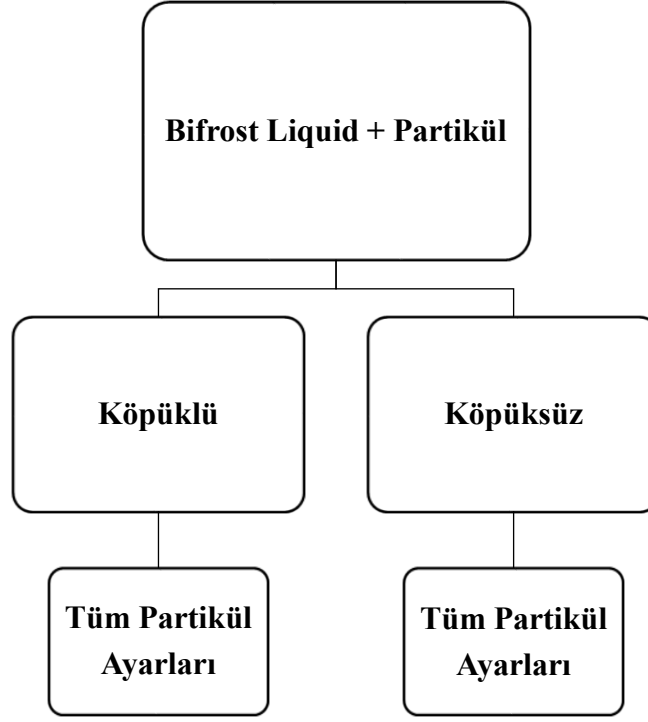 Bifrost Liquid + Partikül
Köpüklü
Köpüksüz
Tüm Partikül
Ayarları
Tüm Partikül
Ayarları